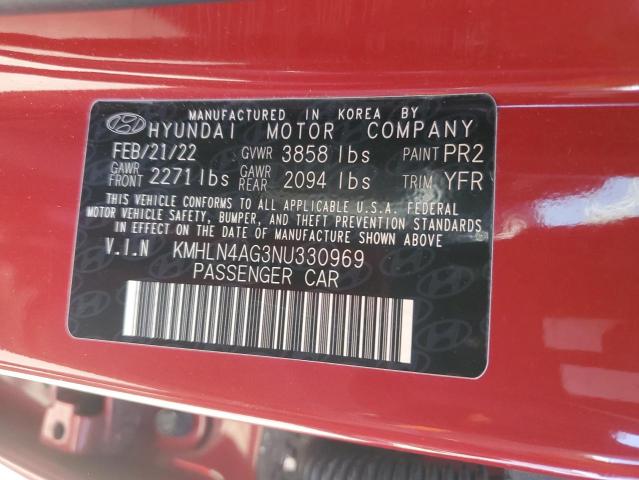 MANUFACTURED IN KOREA BY
HYUNDAI MOTOR COMPANY
FEB/21/22 GVWR 3858 lbs PAINT PR2
GAWR FRONT 2271 lbs GAWR REAR 2094 lbs TRIM YFR
THIS VEHICLE CONFORMS TO ALL APPLICABLE U.S.A. FEDERAL
MOTOR VEHICLE SAFETY, BUMPER, AND THEFT PREVENTION STANDARDS
IN EFFECT ON THE DATE OF MANUFACTURE SHOWN ABOVE.
V.I.N KMHLN4AG3NU330969
PASSENGER CAR